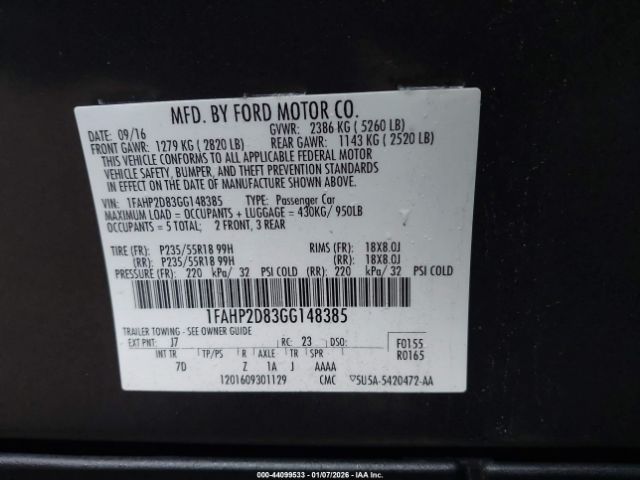 MFD. BY FORD MOTOR CO.
DATE: 09/16 GVWR: 2386 KG ( 5260 LB)
FRONT GAWR: 1279 KG ( 2820 LB) REAR GAWR: 1143 KG ( 2520 LB)
THIS VEHICLE CONFORMS TO ALL APPLICABLE FEDERAL MOTOR
VEHICLE SAFETY, BUMPER, AND THEFT PREVENTION STANDARDS
IN EFFECT ON THE DATE OF MANUFACTURE SHOWN ABOVE.
VIN: 1FAHP2D83GG148385 TYPE: Passenger Car
MAXIMUM LOAD = OCCUPANTS + LUGGAGE = 430KG/ 950LB
OCCUPANTS = 5 TOTAL; 2 FRONT, 3 REAR
TIRE (FR): P235/55R18 99H RIMS (FR): 18X8.0J
(RR): P235/55R18 99H (RR): 18X8.0J
PRESSURE (FR): 220 kPa/ 32 PSI COLD (RR): 220 kPa/ 32 PSI COLD
1FAHP2D83GG148385
TRAILER TOWING - SEE OWNER GUIDE
EXT PNT: J7 RC: 23 DSO: F0155
R0165
INT TR TP/PS R AXLE TR SPR
7D Z 1A J AAAA
1201609301129 CMC ▽5U5A-5420472-AA
© IAA - 44099533 - 01/07/2026 - IAAI.COM